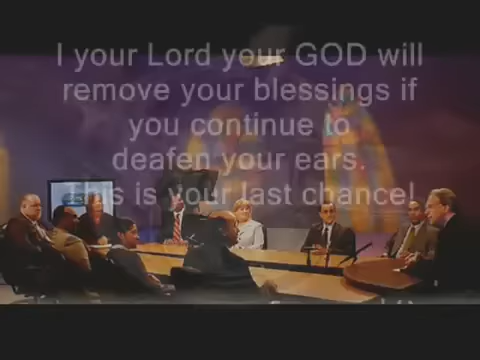 I your Lord your GOD will
remove your blessings if
you continue to
deafen your ears.
This is your last chance!